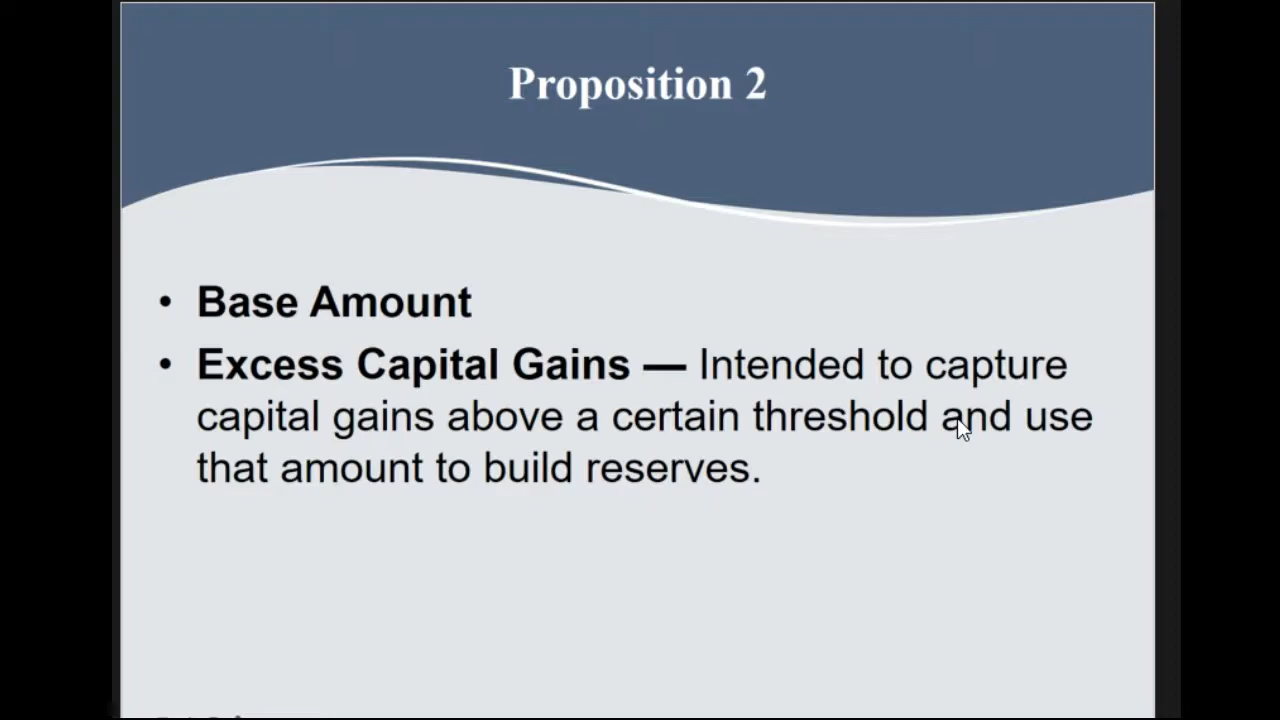 Proposition 2
• Base Amount
• Excess Capital Gains — Intended to capture
capital gains above a certain threshold and use
that amount to build reserves.